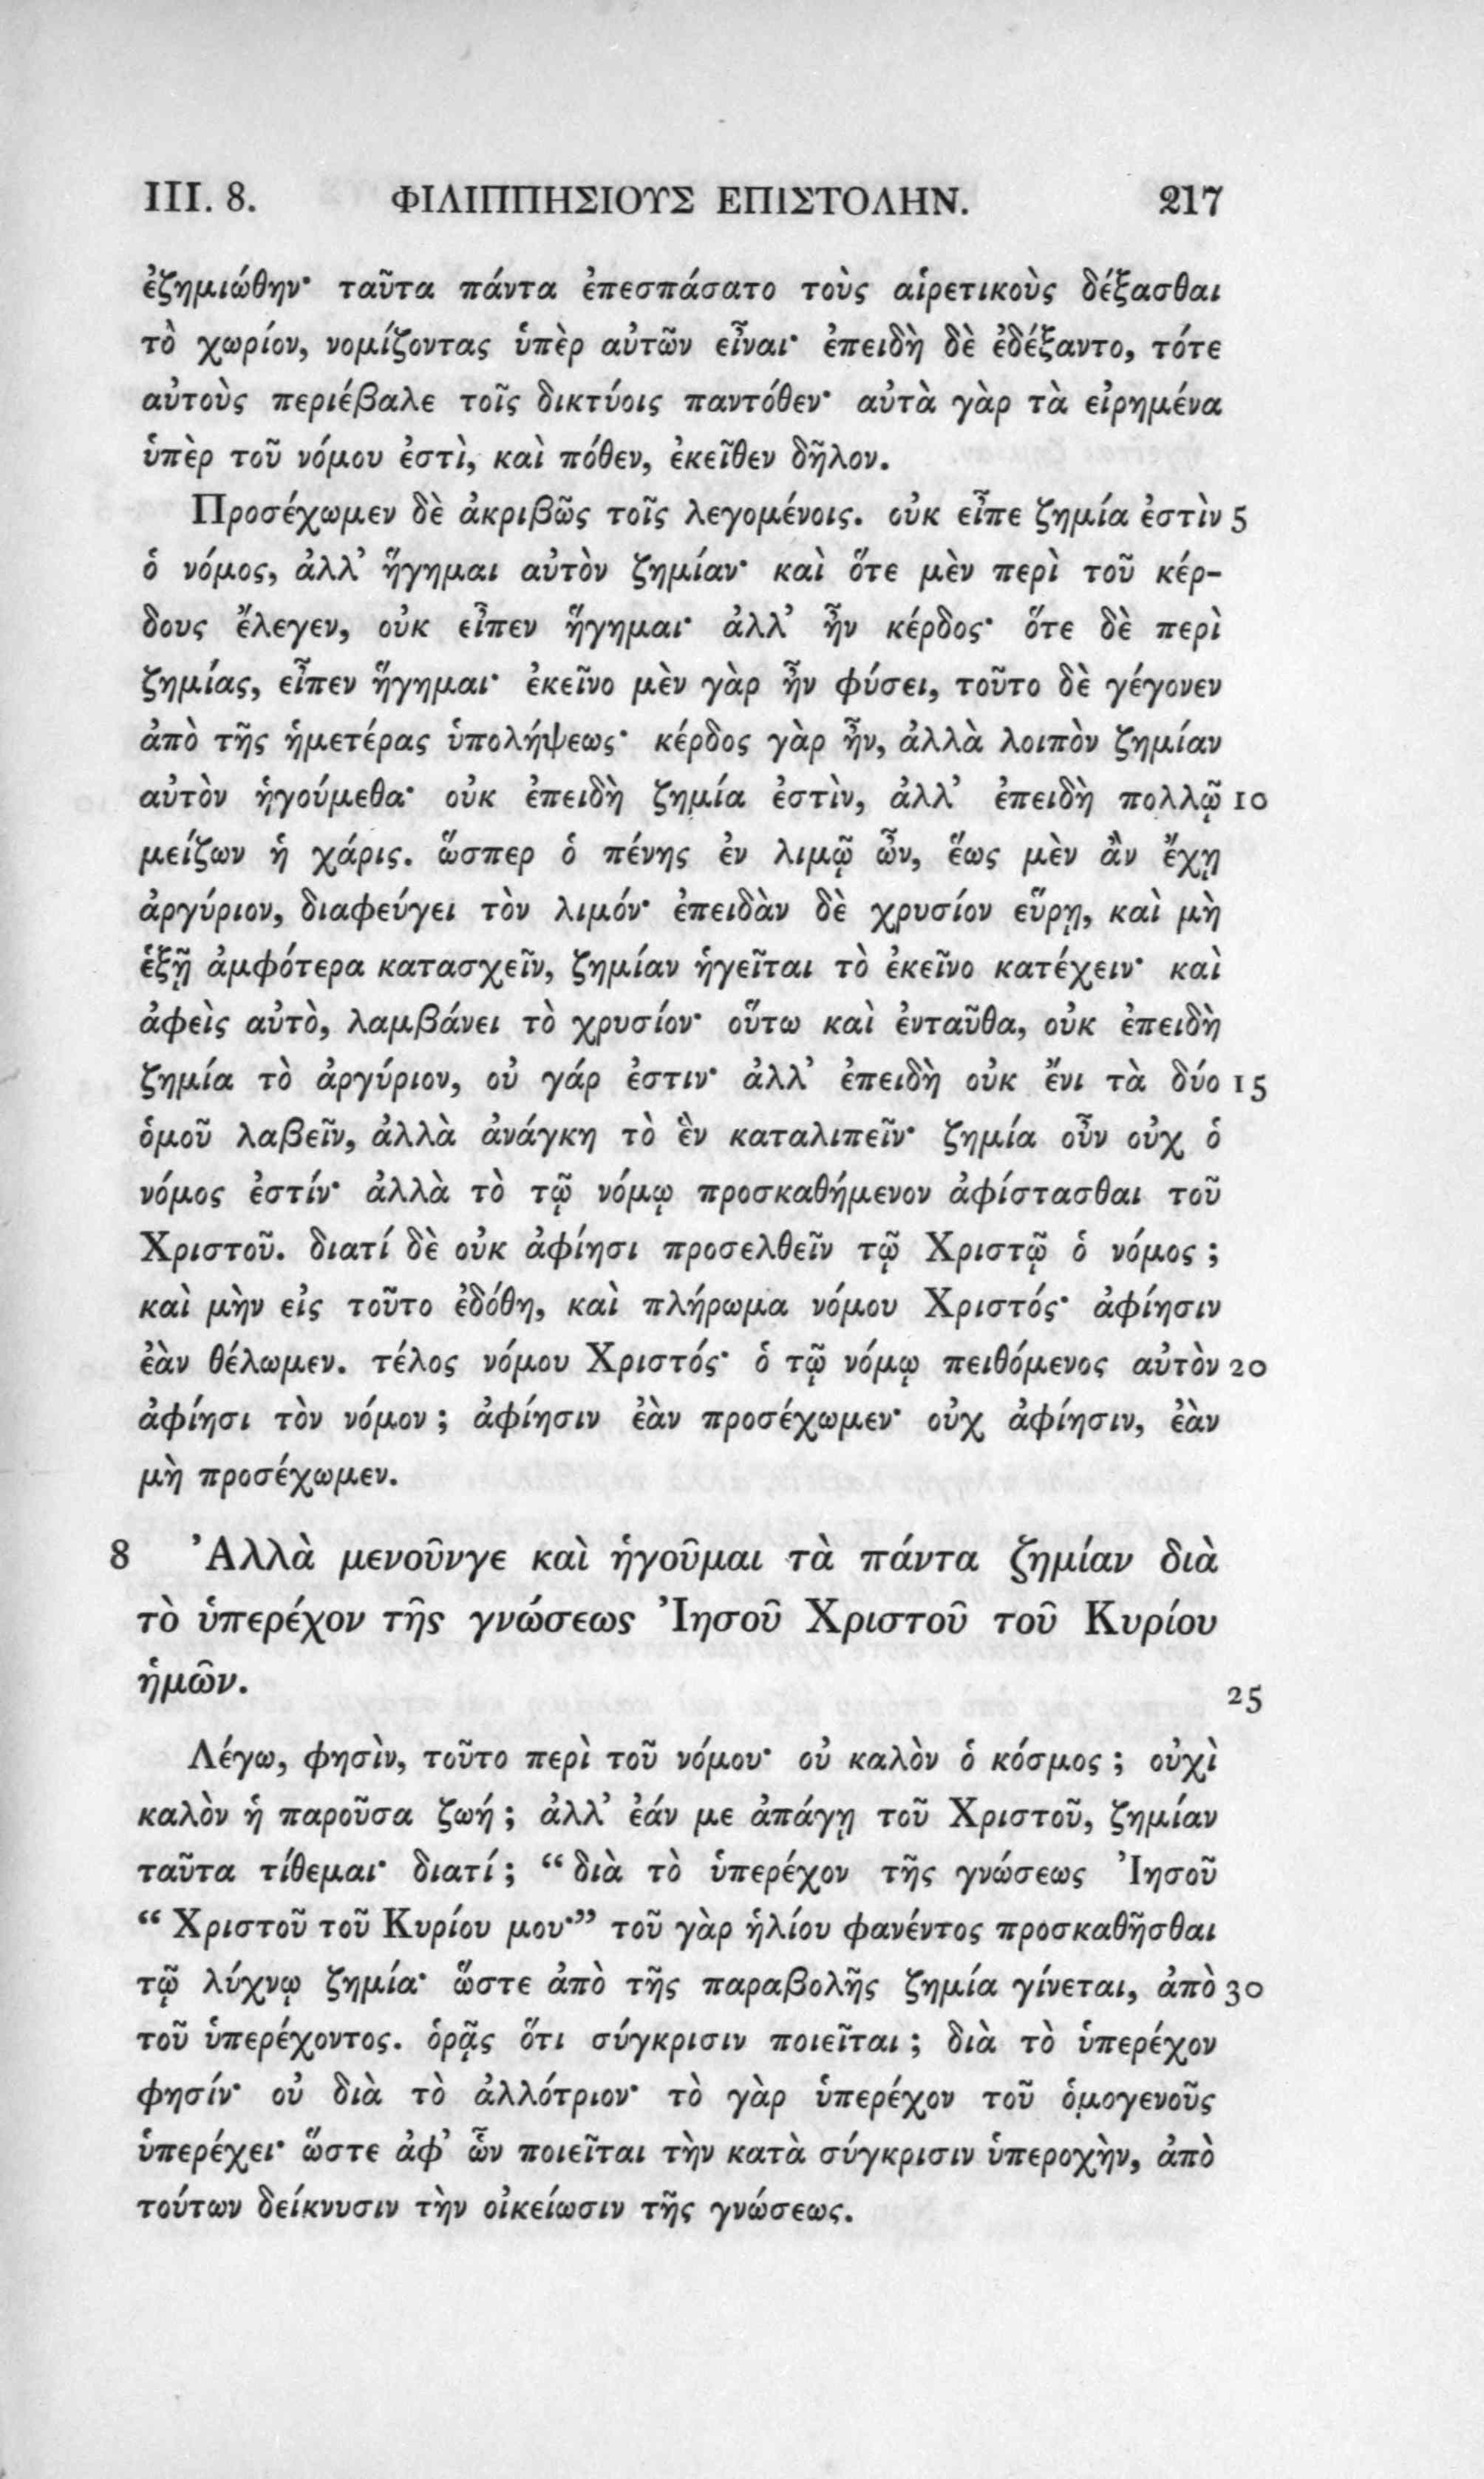 III. 8. ΦΙΛΙΠΠΗΣΙΟΥΣ ΕΠΙΣΤΟΛΗΝ. 217
ἐζημιώθην· ταῦτα πάντα ἐπεσπάσατο τοὺς αἱρετικοὺς δέξασθαι
τὸ χωρίον, νομίζοντας ὑπὲρ αὐτῶν εἶναι· ἐπειδὴ δὲ ἐδέξαντο, τότε
αὐτοὺς περιέβαλε τοῖς δικτύοις παντόθεν· αὐτὰ γὰρ τὰ εἰρημένα
ὑπὲρ τοῦ νόμου ἐστὶ, καὶ πόθεν, ἐκεῖθεν δῆλον.
Προσέχωμεν δὲ ἀκριβῶς τοῖς λεγομένοις. οὐκ εἶπε ζημία ἐστὶν 5
ὁ νόμος, ἀλλ’ ἥγημαι αὐτὸν ζημίαν· καὶ ὅτε μὲν περὶ τοῦ κέρ-
δους ἔλεγεν, οὐκ εἶπεν ἥγημαι· ἀλλ’ ἦν κέρδος· ὅτε δὲ περὶ
ζημίας, εἶπεν ἥγημαι· ἐκεῖνο μὲν γὰρ ἦν φύσει, τοῦτο δὲ γέγονεν
ἀπὸ τῆς ἡμετέρας ὑπολήψεως· κέρδος γὰρ ἦν, ἀλλὰ λοιπὸν ζημίαν
αὐτὸν ἡγούμεθα· οὐκ ἐπειδὴ ζημία ἐστὶν, ἀλλ’ ἐπειδὴ πολλῷ 10
μείζων ἡ χάρις. ὥσπερ ὁ πένης ἐν λιμῷ ὦν, ἕως μὲν ἂν ἔχῃ
ἀργύριον, διαφεύγει τὸν λιμόν· ἐπειδὰν δὲ χρυσίον εὕρῃ, καὶ μὴ
ἐξῇ ἀμφότερα κατασχεῖν, ζημίαν ἡγεῖται τὸ ἐκεῖνο κατέχειν· καὶ
ἀφεὶς αὐτὸ, λαμβάνει τὸ χρυσίον· οὕτω καὶ ἐνταῦθα, οὐκ ἐπειδὴ
ζημία τὸ ἀργύριον, οὐ γάρ ἐστιν· ἀλλ’ ἐπειδὴ οὐκ ἔνι τὰ δύο 15
ὁμοῦ λαβεῖν, ἀλλὰ ἀνάγκη τὸ ἓν καταλιπεῖν· ζημία οὖν οὐχ ὁ
νόμος ἐστίν· ἀλλὰ τὸ τῷ νόμῳ προσκαθήμενον ἀφίστασθαι τοῦ
Χριστοῦ. διατί δὲ οὐκ ἀφίησι προσελθεῖν τῷ Χριστῷ ὁ νόμος ;
καὶ μὴν εἰς τοῦτο ἐδόθη, καὶ πλήρωμα νόμου Χριστός· ἀφίησιν
ἐὰν θέλωμεν. τέλος νόμου Χριστός· ὁ τῷ νόμῳ πειθόμενος αὐτὸν 20
ἀφίησι τὸν νόμον ; ἀφίησιν ἐὰν προσέχωμεν· οὐχ ἀφίησιν, ἐὰν
μὴ προσέχωμεν.
8 Ἀλλὰ μενοῦνγε καὶ ἡγοῦμαι τὰ πάντα ζημίαν διὰ
τὸ ὑπερέχον τῆς γνώσεως Ἰησοῦ Χριστοῦ τοῦ Κυρίου
ἡμῶν. 25
Λέγω, φησὶν, τοῦτο περὶ τοῦ νόμου· οὐ καλὸν ὁ κόσμος ; οὐχὶ
καλὸν ἡ παροῦσα ζωή ; ἀλλ’ ἐάν με ἀπάγῃ τοῦ Χριστοῦ, ζημίαν
ταῦτα τίθεμαι· διατί ; “ διὰ τὸ ὑπερέχον τῆς γνώσεως Ἰησοῦ
“ Χριστοῦ τοῦ Κυρίου μου·” τοῦ γὰρ ἡλίου φανέντος προσκαθῆσθαι
τῷ λύχνῳ ζημία· ὥστε ἀπὸ τῆς παραβολῆς ζημία γίνεται, ἀπὸ 30
τοῦ ὑπερέχοντος. ὁρᾷς ὅτι σύγκρισιν ποιεῖται ; διὰ τὸ ὑπερέχον
φησίν· οὐ διὰ τὸ ἀλλότριον· τὸ γὰρ ὑπερέχον τοῦ ὁμογενοῦς
ὑπερέχει· ὥστε ἀφ’ ὧν ποιεῖται τὴν κατὰ σύγκρισιν ὑπεροχὴν, ἀπὸ
τούτων δείκνυσιν τὴν οἰκείωσιν τῆς γνώσεως.